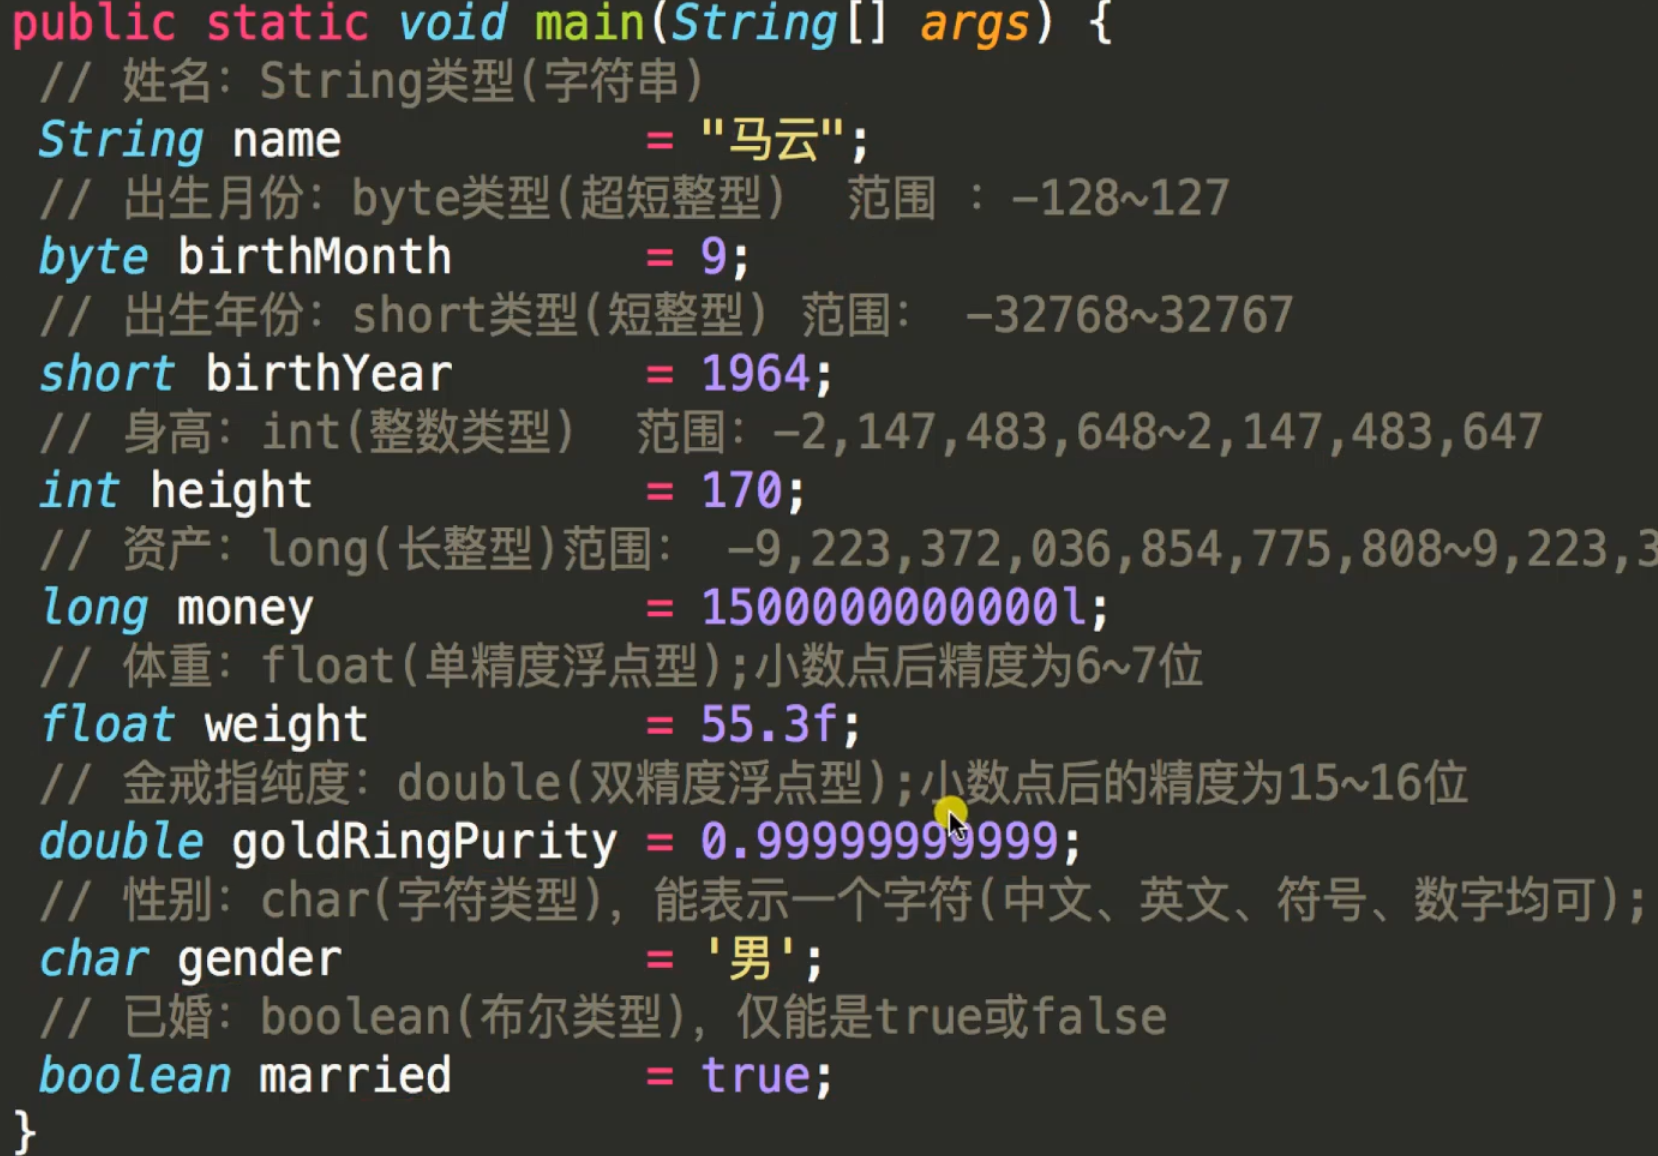 public static void main(String[] args) {
// 姓名：String类型(字符串)
String name = "马云";
// 出生月份：byte类型(超短整型) 范围 ：-128~127
byte birthMonth = 9;
// 出生年份：short类型(短整型) 范围： -32768~32767
short birthYear = 1964;
// 身高：int(整数类型) 范围：-2,147,483,648~2,147,483,647
int height = 170;
// 资产：long(长整型)范围： -9,223,372,036,854,775,808~9,223,3
long money = 1500000000000l;
// 体重：float(单精度浮点型);小数点后精度为6~7位
float weight = 55.3f;
// 金戒指纯度：double(双精度浮点型);小数点后的精度为15~16位
double goldRingPurity = 0.99999999999;
// 性别：char(字符类型)，能表示一个字符(中文、英文、符号、数字均可);
char gender = '男';
// 已婚：boolean(布尔类型)，仅能是true或false
boolean married = true;
}